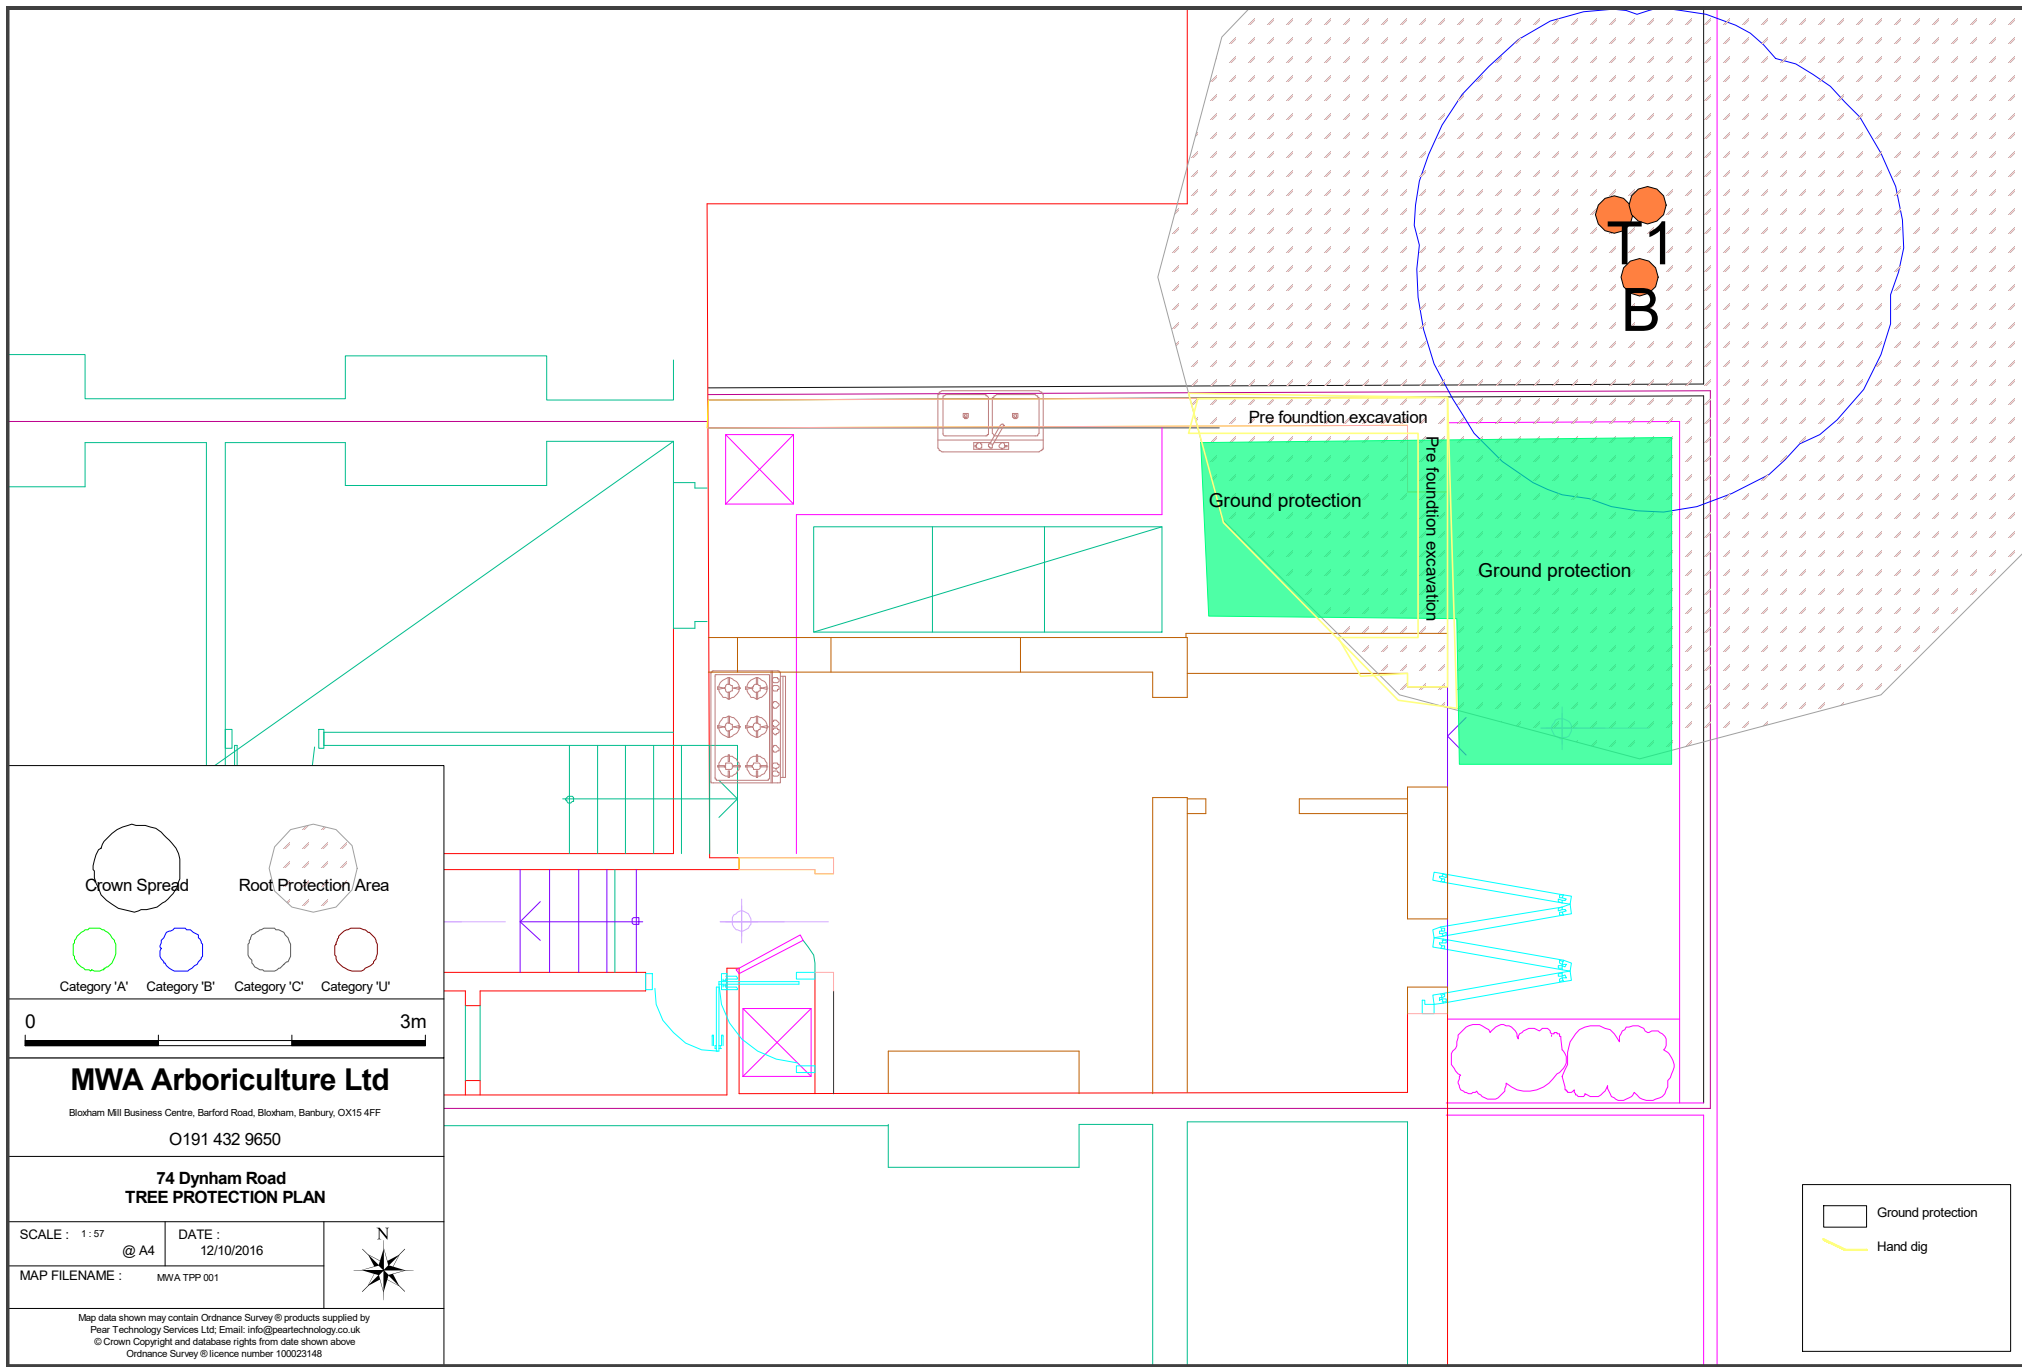 T1
B
Pre foundtion excavation
Pre foundtion excavation
Ground protection
Ground protection
Crown Spread
Root Protection Area
Category 'A'
Category 'B'
Category 'C'
Category 'U'
0
3m
MWA Arboriculture Ltd
Bloxham Mill Business Centre, Barford Road, Bloxham, Banbury, OX15 4FF
O191 432 9650
74 Dynham Road
TREE PROTECTION PLAN
SCALE : 1 : 57
@ A4
DATE :
12/10/2016
N
MAP FILENAME : MWA TPP 001
Map data shown may contain Ordnance Survey ® products supplied by
Pear Technology Services Ltd; Email: info@peartechnology.co.uk
© Crown Copyright and database rights from date shown above
Ordnance Survey ® licence number 100023148
Ground protection
Hand dig